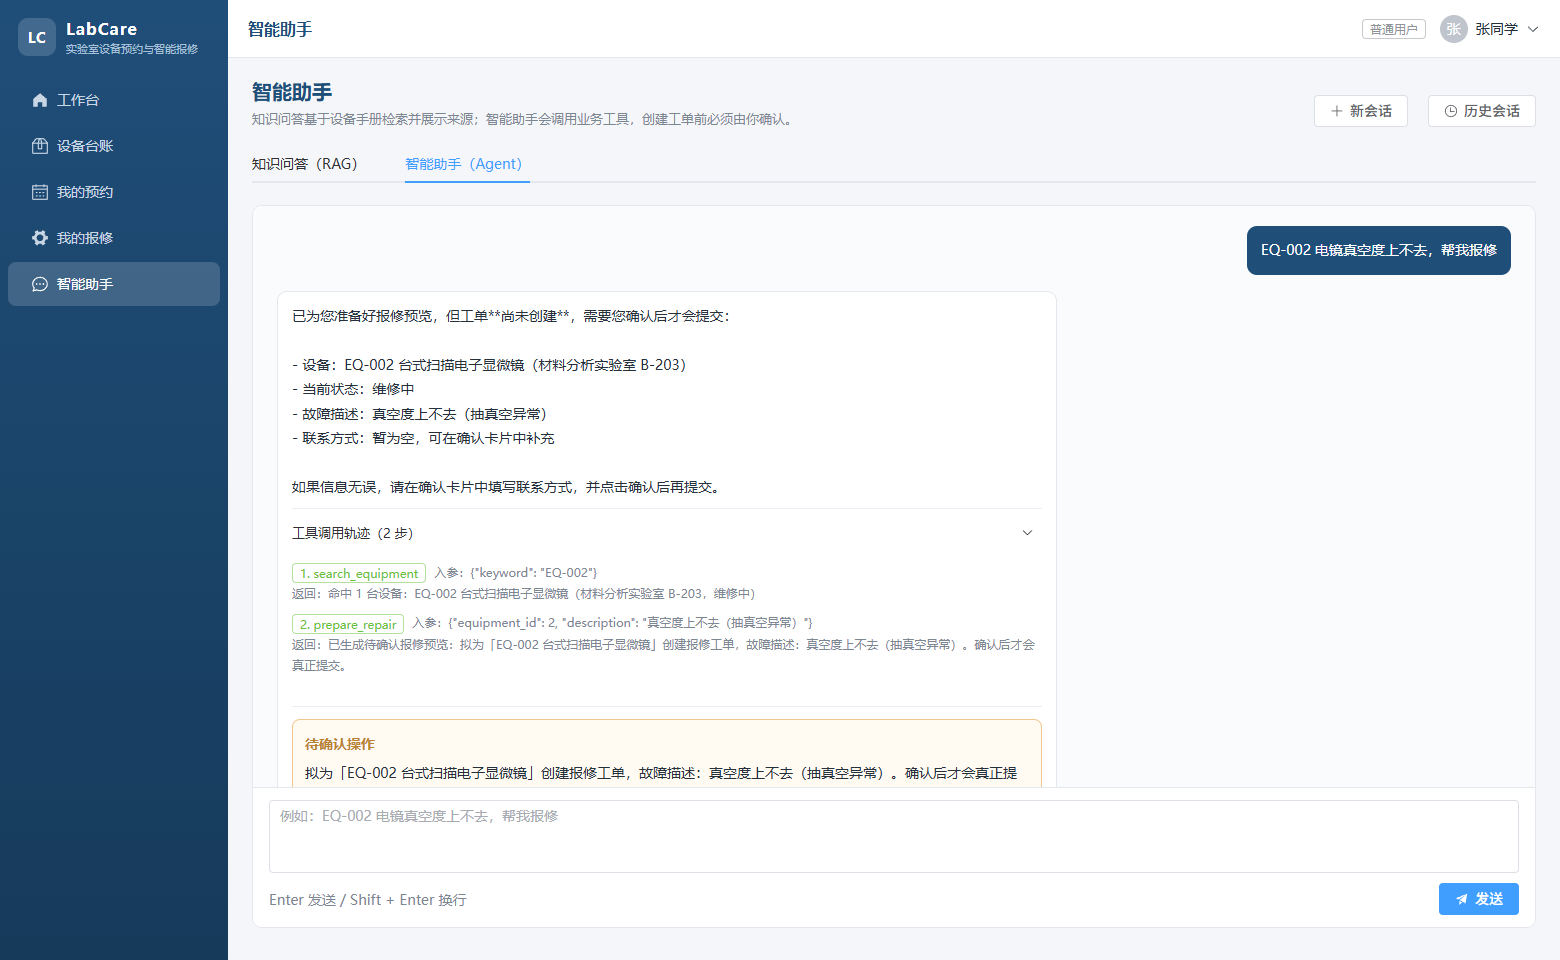 LC
LabCare
实验室设备预约与智能报修
工作台
设备台账
我的预约
我的报修
智能助手
智能助手
普通用户
张
张同学
智能助手
知识问答基于设备手册检索并展示来源；智能助手会调用业务工具，创建工单前必须由你确认。
新会话
历史会话
知识问答（RAG）
智能助手（Agent）
EQ-002 电镜真空度上不去，帮我报修
已为您准备好报修预览，但工单**尚未创建**，需要您确认后才会提交：
- 设备：EQ-002 台式扫描电子显微镜（材料分析实验室 B-203）
- 当前状态：维修中
- 故障描述：真空度上不去（抽真空异常）
- 联系方式：暂为空，可在确认卡片中补充
如果信息无误，请在确认卡片中填写联系方式，并点击确认后再提交。
工具调用轨迹（2 步）
1. search_equipment 入参：{"keyword": "EQ-002"}
返回：命中 1 台设备：EQ-002 台式扫描电子显微镜（材料分析实验室 B-203，维修中）
2. prepare_repair 入参：{"equipment_id": 2, "description": "真空度上不去（抽真空异常）"}
返回：已生成待确认报修预览：拟为「EQ-002 台式扫描电子显微镜」创建报修工单，故障描述：真空度上不去（抽真空异常）。确认后才会
真正提交。
待确认操作
拟为「EQ-002 台式扫描电子显微镜」创建报修工单，故障描述：真空度上不去（抽真空异常）。确认后才会真正提
例如：EQ-002 电镜真空度上不去，帮我报修
Enter 发送 / Shift + Enter 换行
发送